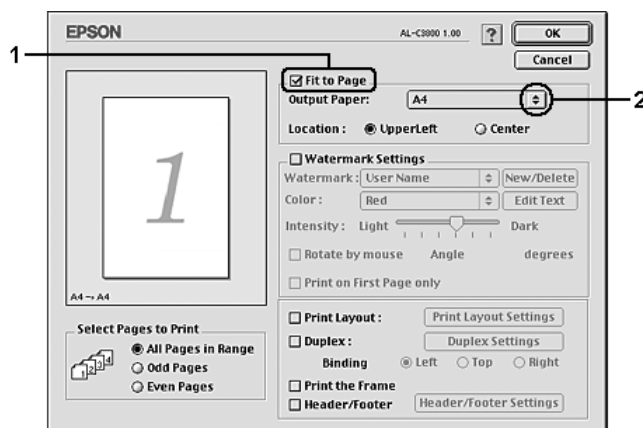 EPSON
AL-C3800 1.00
?
OK
Cancel
1
Fit to Page
Output Paper: A4
2
Location : UpperLeft Center
1
A4 → A4
Watermark Settings
Watermark : User Name New/Delete
Color : Red Edit Text
Intensity : Light Dark
Rotate by mouse Angle degrees
Print on First Page only
Select Pages to Print
1 2 3 4
All Pages in Range
Odd Pages
Even Pages
Print Layout : Print Layout Settings
Duplex : Duplex Settings
Binding Left Top Right
Print the Frame
Header/Footer Header/Footer Settings